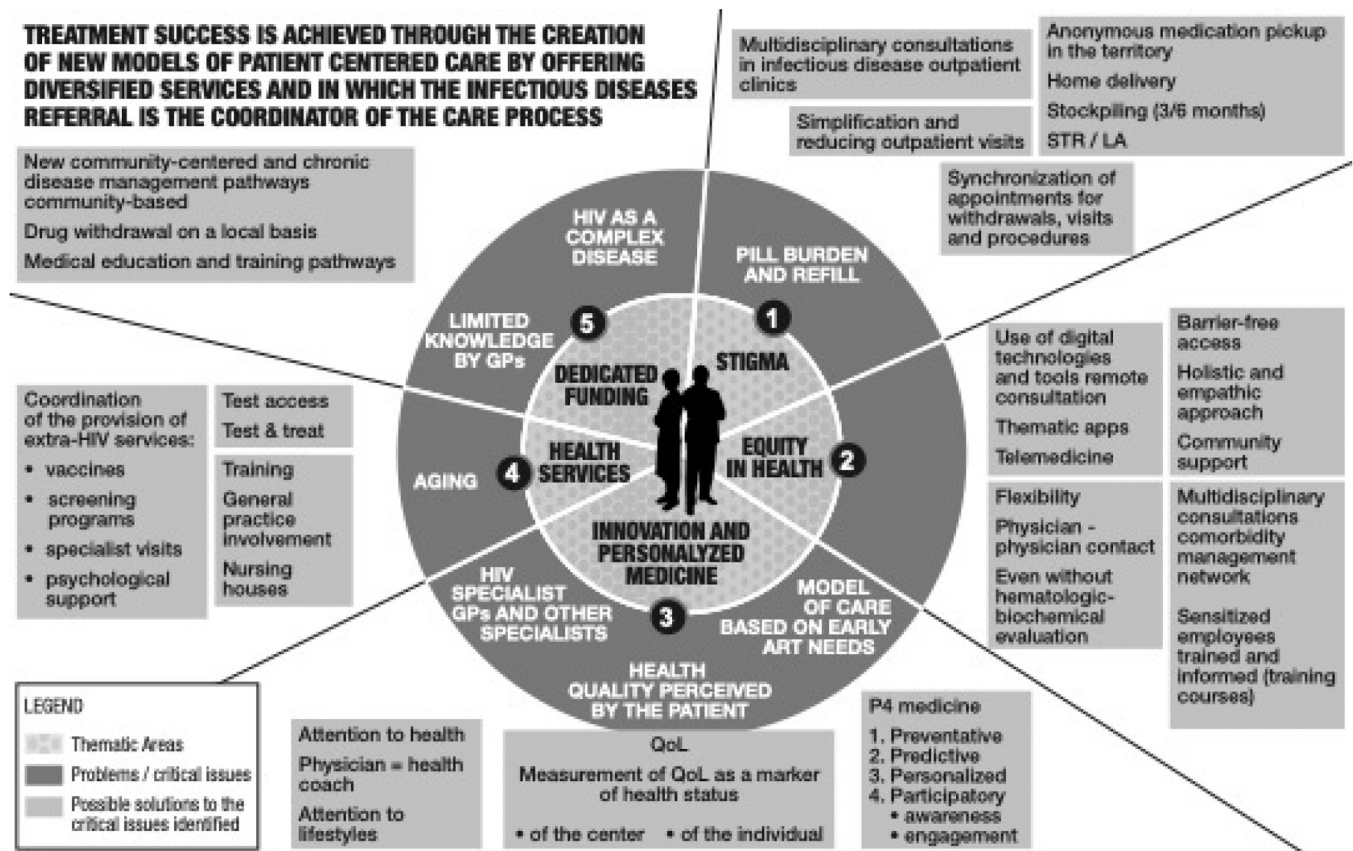 TREATMENT SUCCESS IS ACHIEVED THROUGH THE CREATION
OF NEW MODELS OF PATIENT CENTERED CARE BY OFFERING
DIVERSIFIED SERVICES AND IN WHICH THE INFECTIOUS DISEASES
REFERRAL IS THE COORDINATOR OF THE CARE PROCESS
New community-centered and chronic
disease management pathways
community-based
Drug withdrawal on a local basis
Medical education and training pathways
Multidisciplinary consultations
in infectious disease outpatient
clinics
Simplification and
reducing outpatient visits
Anonymous medication pickup
in the territory
Home delivery
Stockpiling (3/6 months)
STR / LA
Synchronization of
appointments for
withdrawals, visits
and procedures
HIV AS A
COMPLEX
DISEASE
LIMITED
KNOWLEDGE
BY GPs
PILL BURDEN
AND REFILL
5
DEDICATED
FUNDING
1
STIGMA
EQUITY
IN HEALTH
2
4
HEALTH
SERVICES
AGING
INNOVATION AND
PERSONALYZED
MEDICINE
3
HIV
SPECIALIST
GPs AND OTHER
SPECIALISTS
HEALTH
QUALITY PERCEIVED
BY THE PATIENT
MODEL
OF CARE
BASED ON EARLY
ART NEEDS
Use of digital
technologies
and tools remote
consultation
Thematic apps
Telemedicine
Barrier-free
access
Holistic and
empathic
approach
Community
support
Flexibility
Physician -
physician contact
Even without
hematologic-
biochemical
evaluation
Multidisciplinary
consultations
comorbidity
management
network
Sensitized
employees
trained and
informed (training
courses)
Coordination
of the provision of
extra-HIV services:
• vaccines
• screening
programs
• specialist visits
• psychological
support
Test access
Test & treat
Training
General
practice
involvement
Nursing
houses
LEGEND
Thematic Areas
Problems / critical issues
Possible solutions to the
critical issues identified
Attention to health
Physician = health
coach
Attention to
lifestyles
QoL
Measurement of QoL as a marker
of health status
• of the center • of the individual
P4 medicine
1. Preventative
2. Predictive
3. Personalized
4. Participatory
• awareness
• engagement